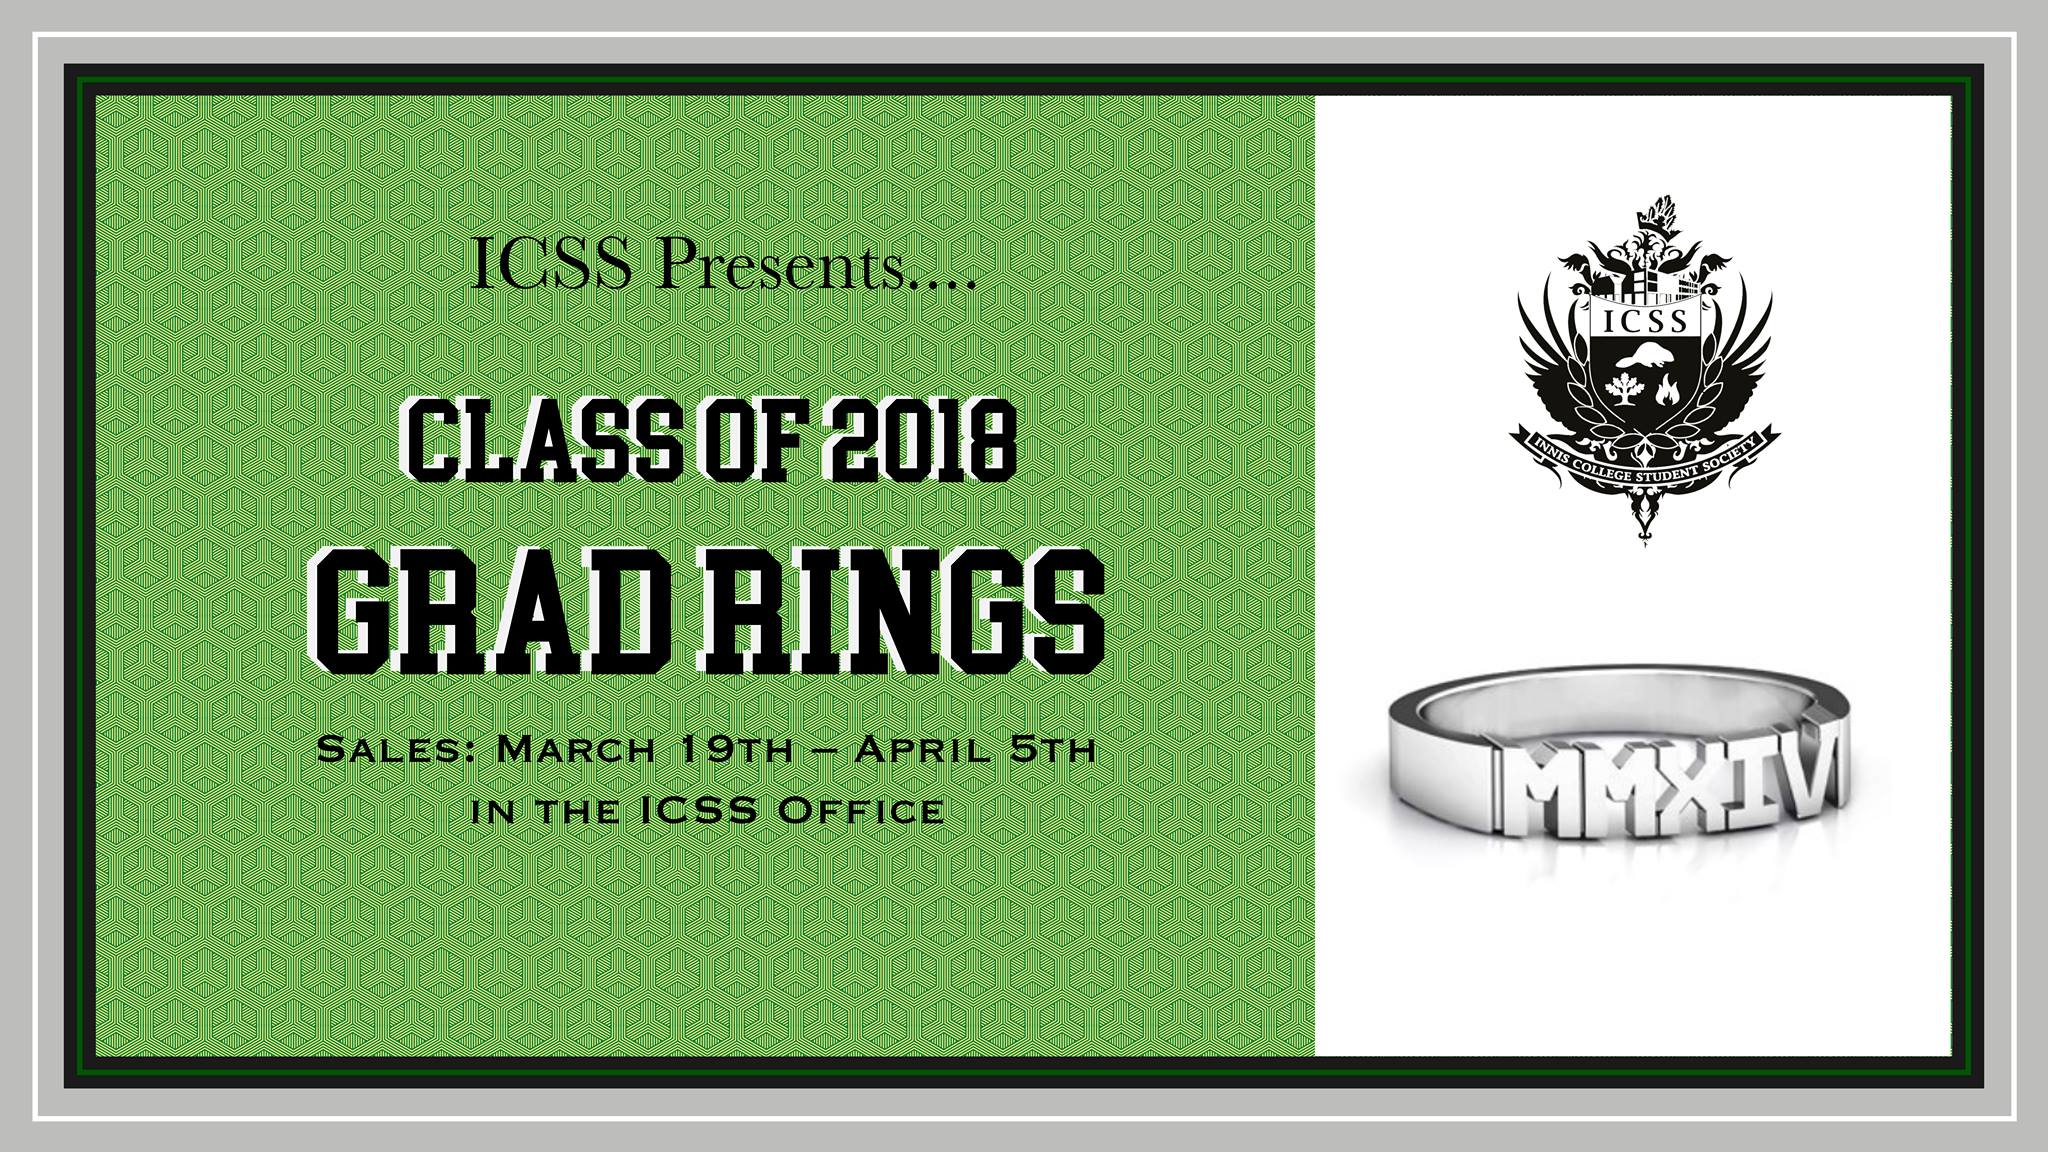 ICSS Presents....
CLASS OF 2018
GRAD RINGS
SALES: MARCH 19TH – APRIL 5TH
IN THE ICSS OFFICE
ICSS
INNIS COLLEGE STUDENT SOCIETY
MMXIV